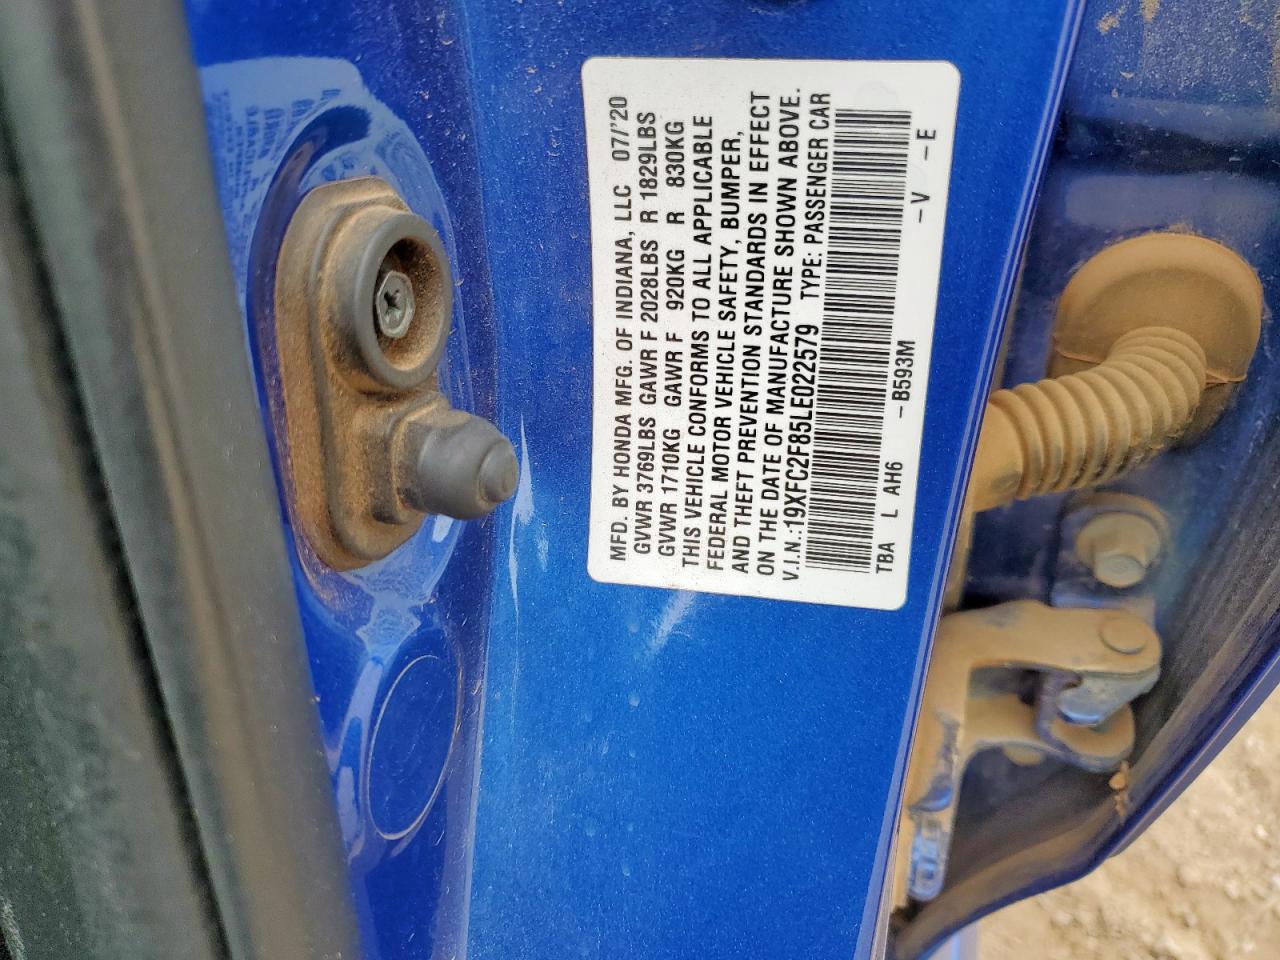 MFD. BY HONDA MFG. OF INDIANA, LLC 07/'20
GVWR 3769LBS GAWR F 2028LBS R 1829LBS
GVWR 1710KG GAWR F 920KG R 830KG
THIS VEHICLE CONFORMS TO ALL APPLICABLE
FEDERAL MOTOR VEHICLE SAFETY, BUMPER,
AND THEFT PREVENTION STANDARDS IN EFFECT
ON THE DATE OF MANUFACTURE SHOWN ABOVE.
V.I.N.:19XFC2F85LE022579 TYPE: PASSENGER CAR
TBA L AH6 -B593M -V -E